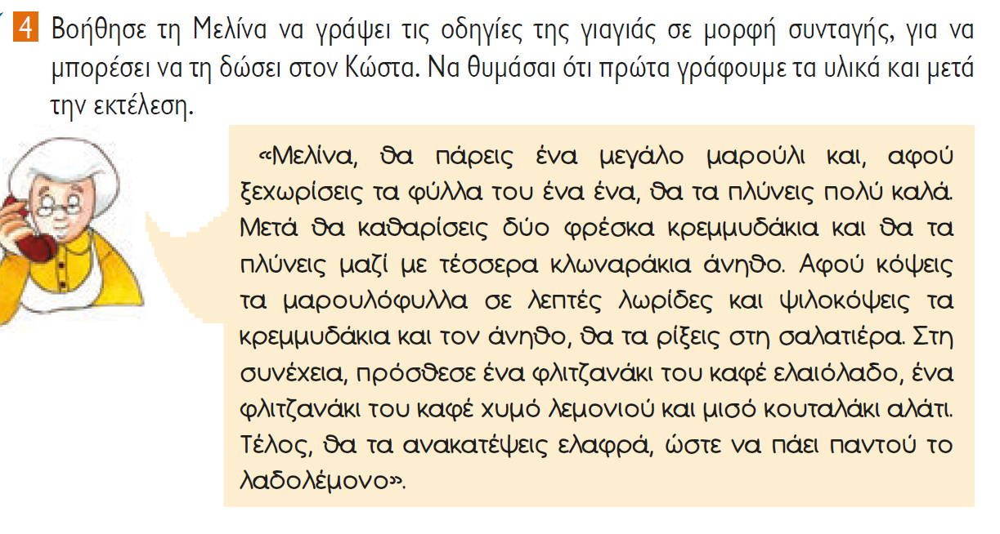 4 Βοήθησε τη Μελίνα να γράψει τις οδηγίες της γιαγιάς σε μορφή συνταγής, για να
μπορέσει να τη δώσει στον Κώστα. Να θυμάσαι ότι πρώτα γράφουμε τα υλικά και μετά
την εκτέλεση.
«Μελίνα, θα πάρεις ένα μεγάλο μαρούλι και, αφού
ξεχωρίσεις τα φύλλα του ένα ένα, θα τα πλύνεις πολύ καλά.
Μετά θα καθαρίσεις δύο φρέσκα κρεμμυδάκια και θα τα
πλύνεις μαζί με τέσσερα κλωναράκια άνηθο. Αφού κόψεις
τα μαρουλόφυλλα σε λεπτές λωρίδες και ψιλοκόψεις τα
κρεμμυδάκια και τον άνηθο, θα τα ρίξεις στη σαλατιέρα. Στη
συνέχεια, πρόσθεσε ένα φλιτζανάκι του καφέ ελαιόλαδο, ένα
φλιτζανάκι του καφέ χυμό λεμονιού και μισό κουταλάκι αλάτι.
Τέλος, θα τα ανακατέψεις ελαφρά, ώστε να πάει παντού το
λαδολέμονο».